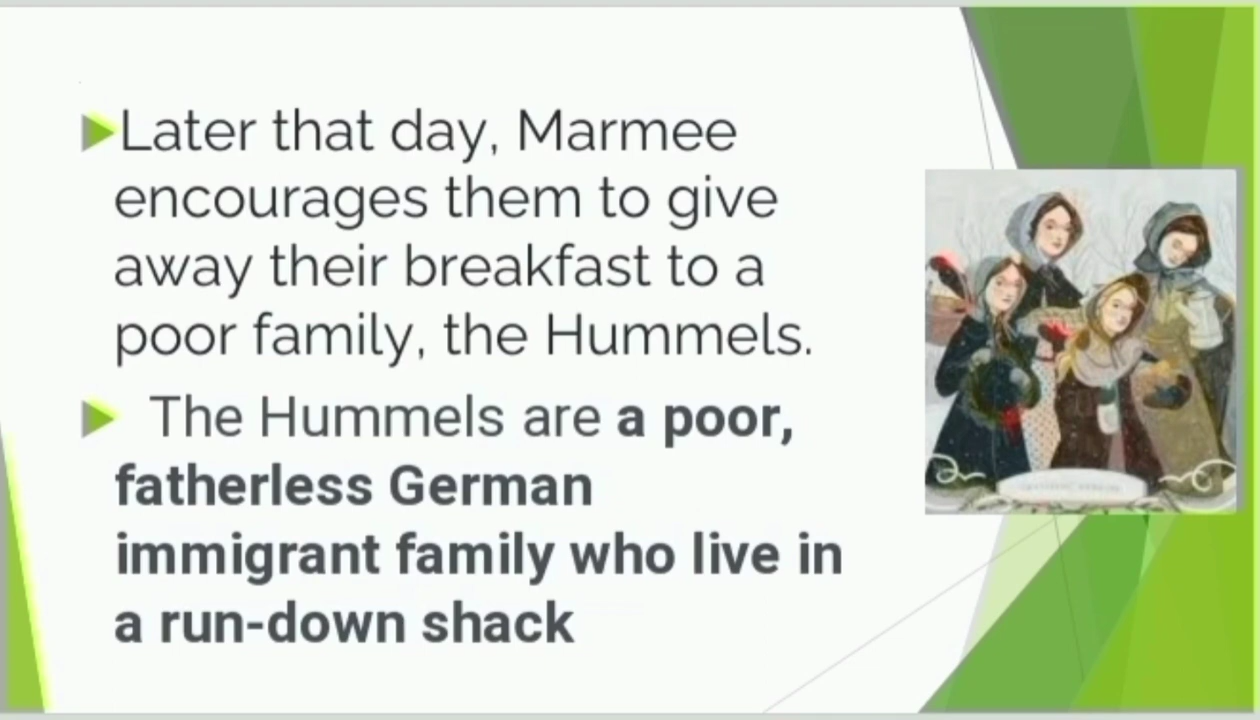 Later that day, Marmee
encourages them to give
away their breakfast to a
poor family, the Hummels.
The Hummels are a poor,
fatherless German
immigrant family who live in
a run-down shack